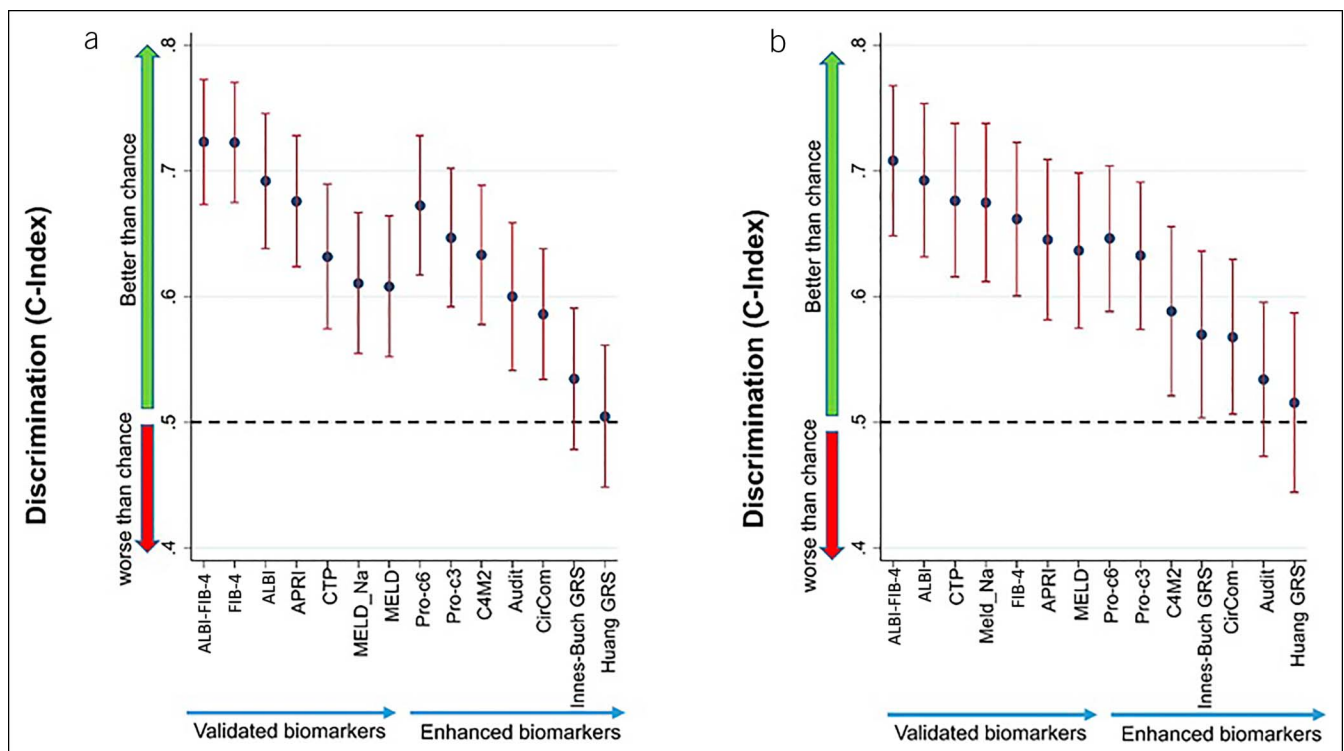 a
Discrimination (C-Index)
Better than chance
worse than chance
.8
.7
.6
.5
.4
ALBI-FIB-4
FIB-4
ALBI
APRI
CTP
MELD_Na
MELD
Pro-c6
Pro-c3
C4M2
Audit
CirCom
Innes-Buch GRS
Huang GRS
Validated biomarkers
Enhanced biomarkers
b
Discrimination (C-Index)
Better than chance
worse than chance
.8
.7
.6
.5
.4
ALBI-FIB-4
ALBI
CTP
Meld_Na
FIB-4
APRI
MELD
Pro-c6
Pro-c3
C4M2
Innes-Buch GRS
CirCom
Audit
Huang GRS
Validated biomarkers
Enhanced biomarkers